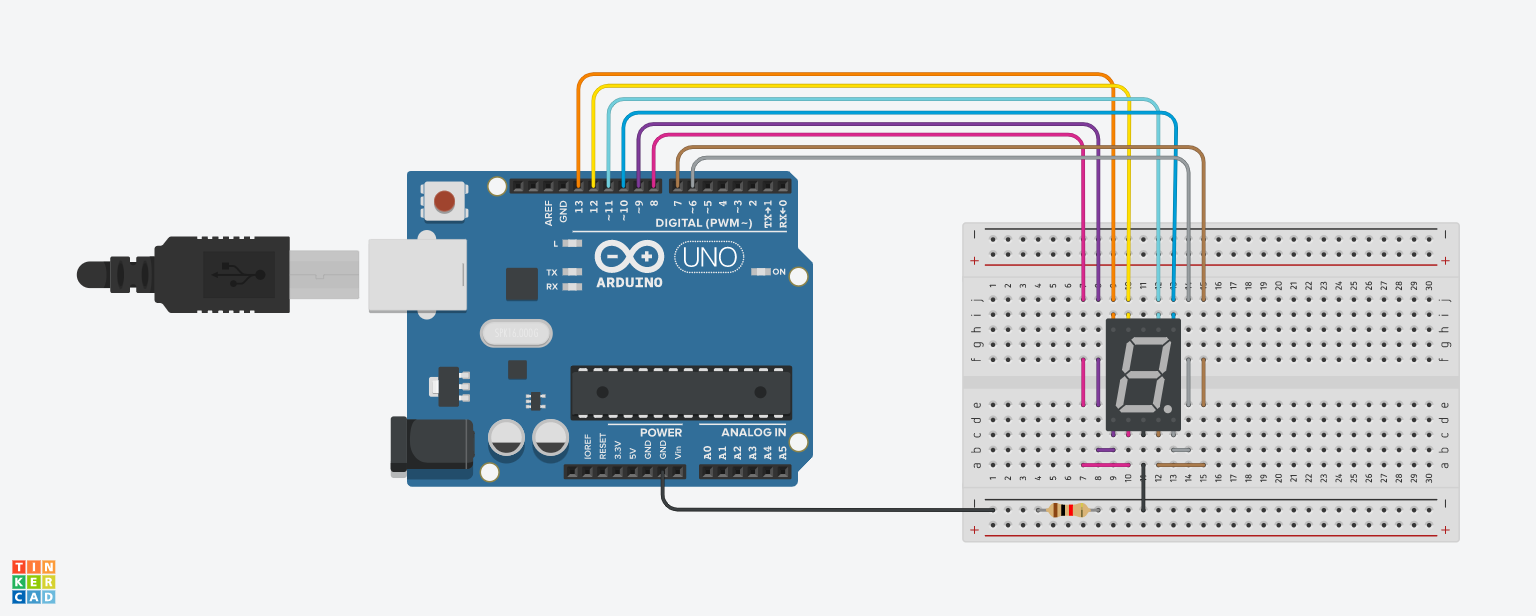 AREF
GND
13
12
~11
~10
~9
8
7
~6
~5
4
~3
2
TX→1
RX←0
DIGITAL (PWM~)
L
TX
RX
ARDUINO
UNO
ON
IOREF
RESET
3.3V
5V
GND
GND
Vin
POWER
ANALOG IN
A0
A1
A2
A3
A4
A5
− −
+ +
1 2 3 4 5 6 7 8 9 10 11 12 13 14 15 16 17 18 19 20 21 22 23 24 25 26 27 28 29 30
j j
i i
h h
g g
f f
e e
d d
c c
b b
a a
1 2 3 4 5 6 7 8 9 10 11 12 13 14 15 16 17 18 19 20 21 22 23 24 25 26 27 28 29 30
− −
+ +
TIN
KER
CAD